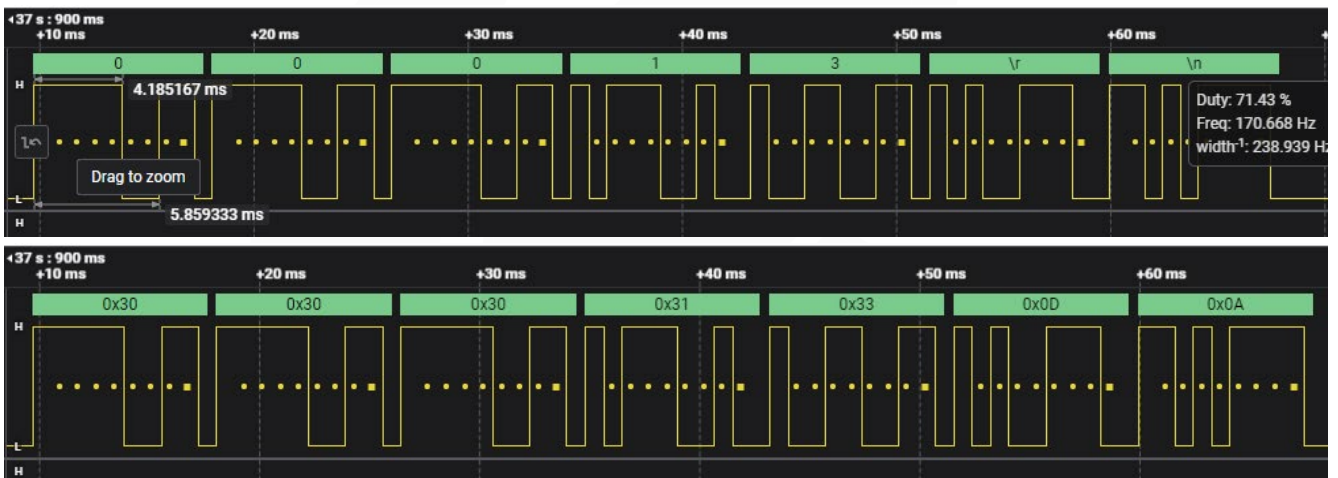 37 s : 900 ms
+10 ms +20 ms +30 ms +40 ms +50 ms +60 ms
0 0 0 1 3 \r \n
H
4.185167 ms
Duty: 71.43 %
Freq: 170.668 Hz
width-1: 238.939 Hz
Drag to zoom
L
5.859333 ms
H
37 s : 900 ms
+10 ms +20 ms +30 ms +40 ms +50 ms +60 ms
0x30 0x30 0x30 0x31 0x33 0x0D 0x0A
H
L
H